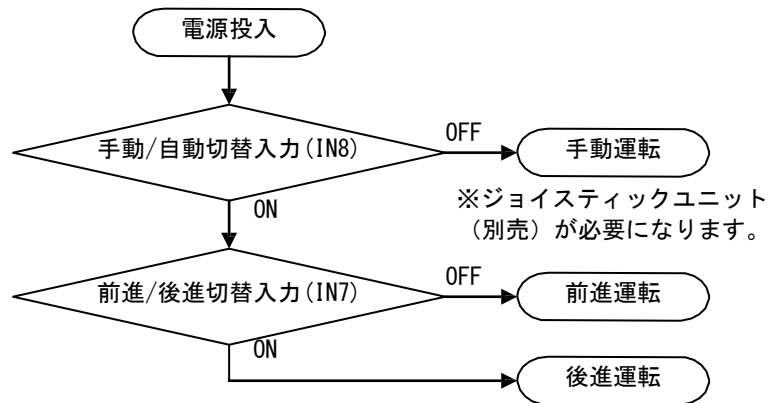 電源投入
手動/自動切替入力(IN8)
OFF
手動運転
※ジョイスティックユニット
（別売）が必要になります。
ON
前進/後進切替入力(IN7)
OFF
前進運転
ON
後進運転